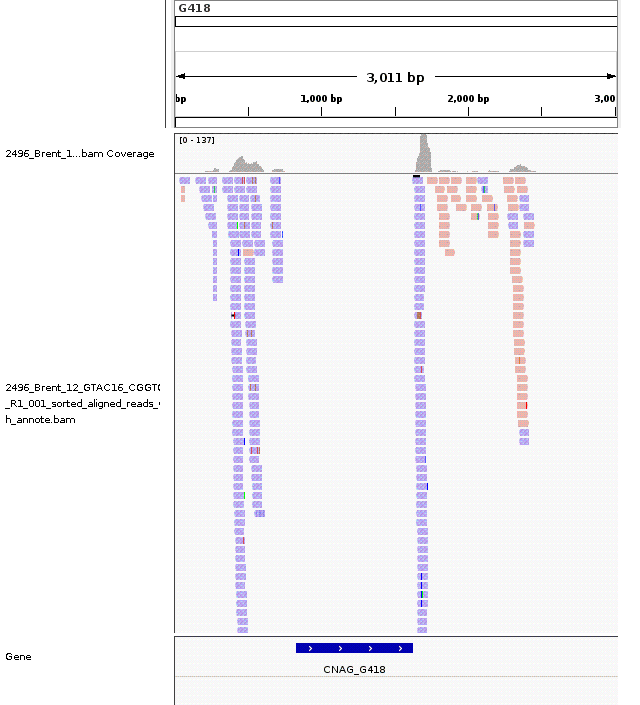 G418
3,011 bp
bp 1,000 bp 2,000 bp 3,00
[0 - 137]
2496_Brent_1...bam Coverage
2496_Brent_12_GTAC16_CGGT
_R1_001_sorted_aligned_reads_
h_annote.bam
Gene
CNAG_G418